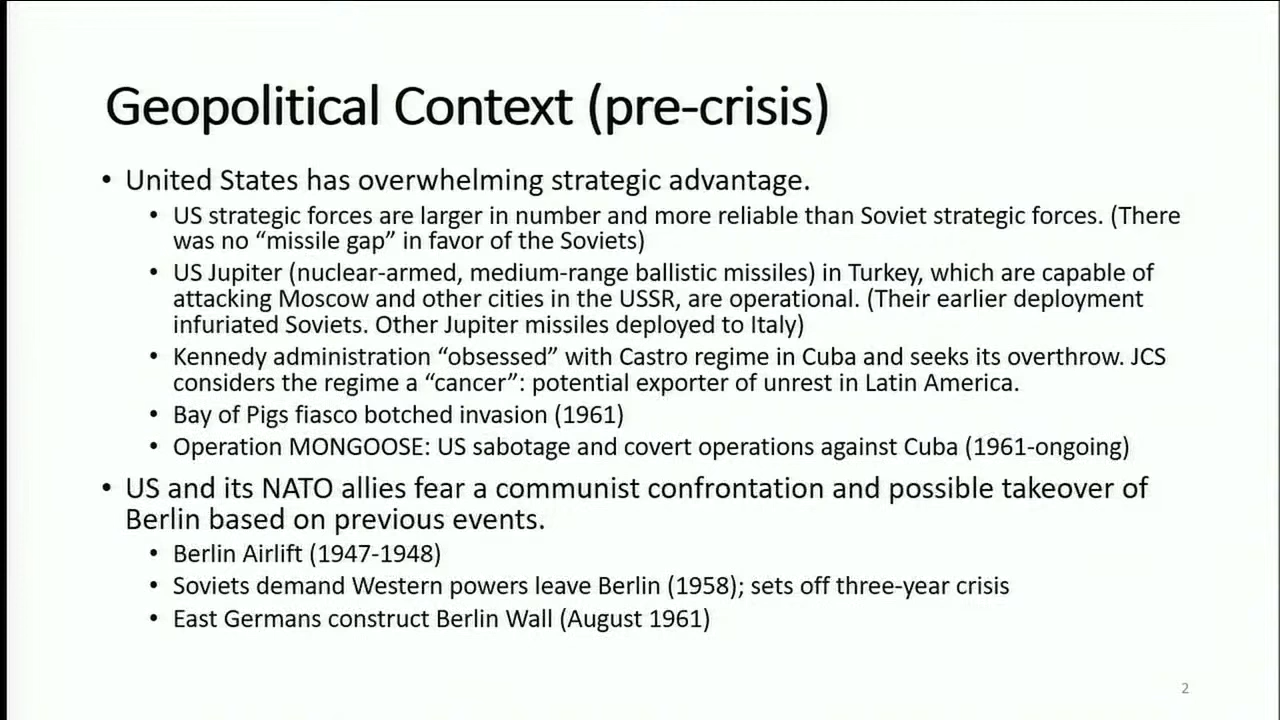 Geopolitical Context (pre-crisis)
• United States has overwhelming strategic advantage.
• US strategic forces are larger in number and more reliable than Soviet strategic forces. (There
was no “missile gap” in favor of the Soviets)
• US Jupiter (nuclear-armed, medium-range ballistic missiles) in Turkey, which are capable of
attacking Moscow and other cities in the USSR, are operational. (Their earlier deployment
infuriated Soviets. Other Jupiter missiles deployed to Italy)
• Kennedy administration “obsessed” with Castro regime in Cuba and seeks its overthrow. JCS
considers the regime a “cancer”: potential exporter of unrest in Latin America.
• Bay of Pigs fiasco botched invasion (1961)
• Operation MONGOOSE: US sabotage and covert operations against Cuba (1961-ongoing)
• US and its NATO allies fear a communist confrontation and possible takeover of
Berlin based on previous events.
• Berlin Airlift (1947-1948)
• Soviets demand Western powers leave Berlin (1958); sets off three-year crisis
• East Germans construct Berlin Wall (August 1961)
2